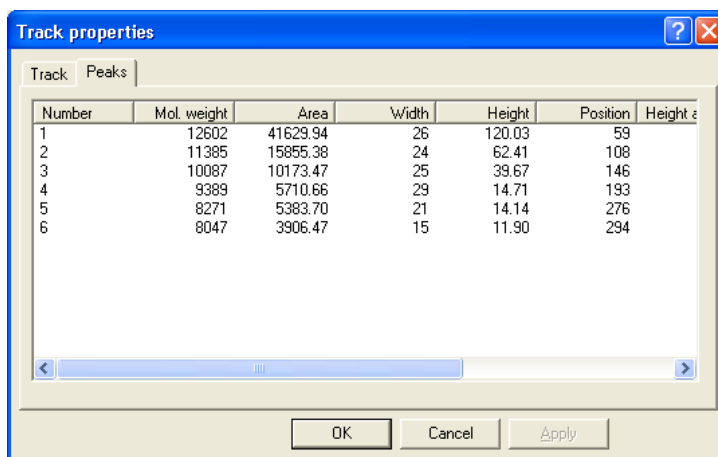 Track properties
Track Peaks
Number Mol. weight Area Width Height Position Height a
1 12602 41629.94 26 120.03 59
2 11385 15855.38 24 62.41 108
3 10087 10173.47 25 39.67 146
4 9389 5710.66 29 14.71 193
5 8271 5383.70 21 14.14 276
6 8047 3906.47 15 11.90 294
OK Cancel Apply